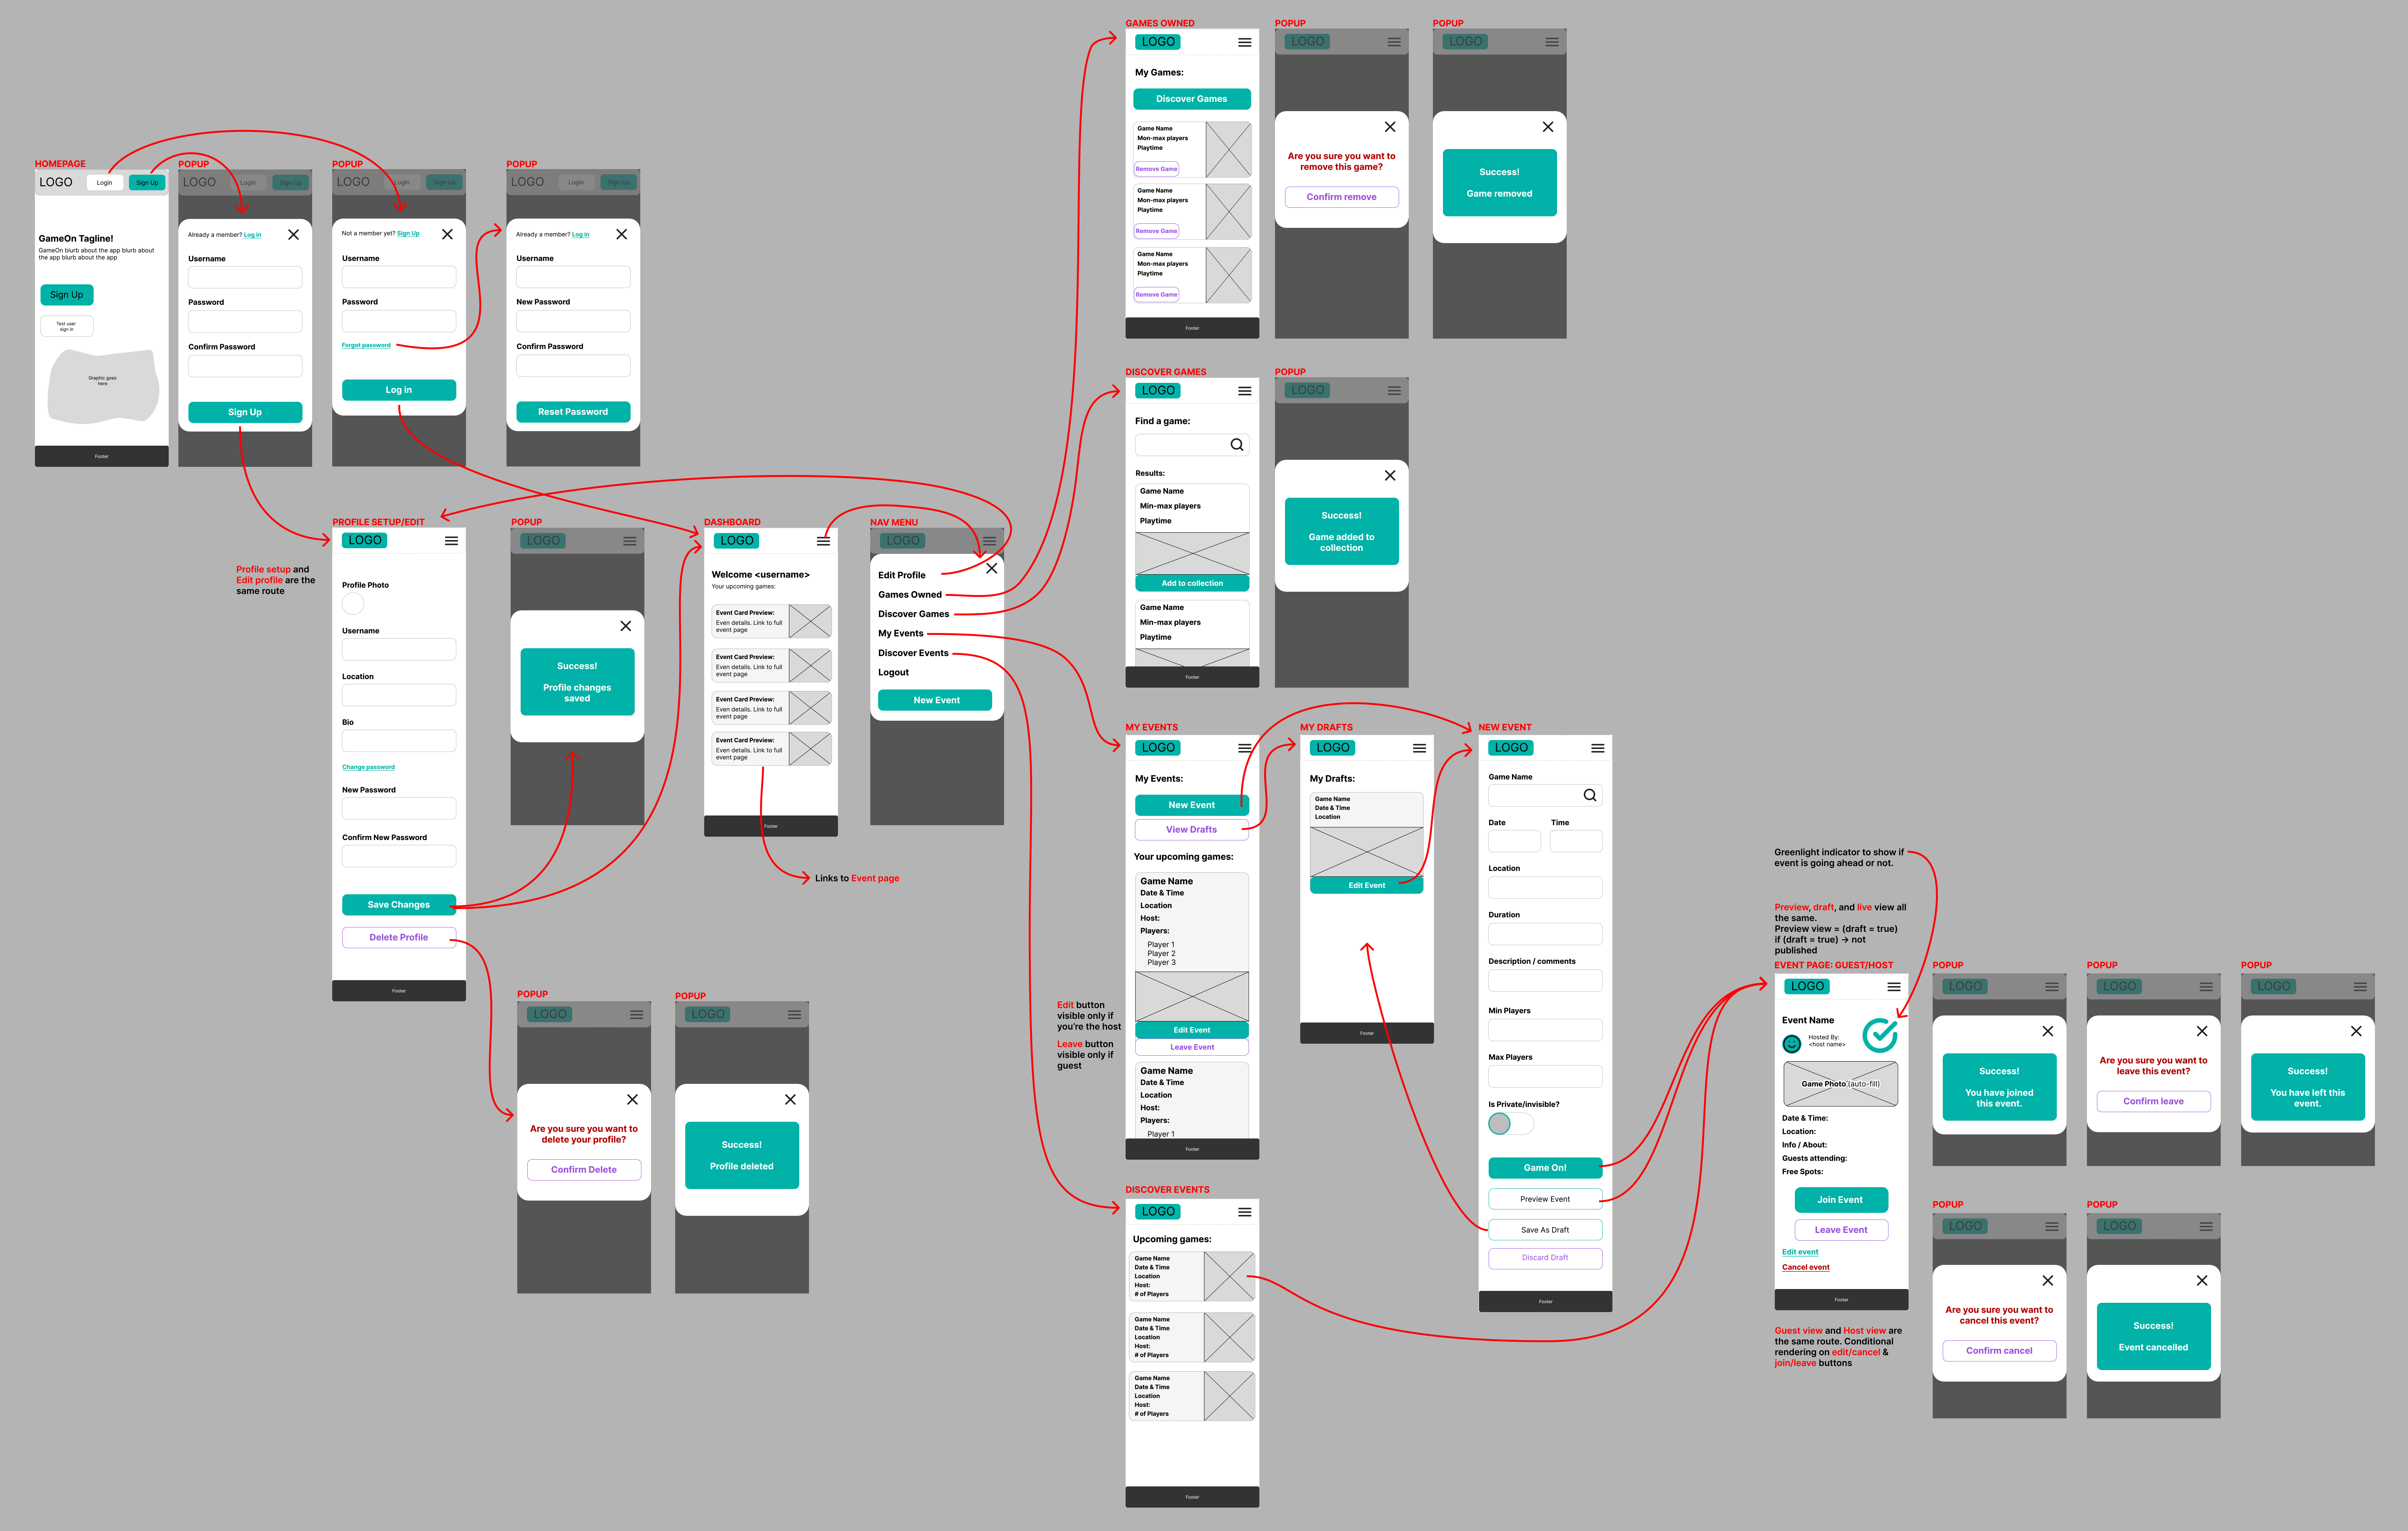 HOMEPAGE
LOGO
Login
Sign Up
GameOn Tagline!
GameOn blurb about the app blurb about
the app blurb about the app
Sign Up
Test user
sign in
Graphic goes
here
Footer
POPUP
LOGO
Login
Sign Up
Already a member? Log in
Username
Password
Confirm Password
Sign Up
POPUP
LOGO
Login
Sign Up
Not a member yet? Sign Up
Username
Password
Forgot password
Log in
POPUP
LOGO
Login
Sign Up
Already a member? Log in
Username
New Password
Confirm Password
Reset Password
Profile setup and
Edit profile are the
same route
PROFILE SETUP/EDIT
LOGO
Profile Photo
Username
Location
Bio
Change password
New Password
Confirm New Password
Save Changes
Delete Profile
Footer
POPUP
LOGO
Success!
Profile changes
saved
DASHBOARD
LOGO
Welcome <username>
Your upcoming games:
Event Card Preview:
Even details. Link to full
event page
Event Card Preview:
Even details. Link to full
event page
Event Card Preview:
Even details. Link to full
event page
Event Card Preview:
Even details. Link to full
event page
Footer
Links to Event page
NAV MENU
LOGO
Edit Profile
Games Owned
Discover Games
My Events
Discover Events
Logout
New Event
POPUP
LOGO
Are you sure you want to
delete your profile?
Confirm Delete
POPUP
LOGO
Success!
Profile deleted
GAMES OWNED
LOGO
My Games:
Discover Games
Game Name
Mon-max players
Playtime
Remove Game
Game Name
Mon-max players
Playtime
Remove Game
Game Name
Mon-max players
Playtime
Remove Game
Footer
POPUP
LOGO
Are you sure you want to
remove this game?
Confirm remove
POPUP
LOGO
Success!
Game removed
DISCOVER GAMES
LOGO
Find a game:
Results:
Game Name
Min-max players
Playtime
Add to collection
Game Name
Min-max players
Playtime
Footer
POPUP
LOGO
Success!
Game added to
collection
MY EVENTS
LOGO
My Events:
New Event
View Drafts
Your upcoming games:
Game Name
Date & Time
Location
Host:
Players:
Player 1
Player 2
Player 3
Edit Event
Leave Event
Game Name
Date & Time
Location
Host:
Players:
Player 1
Footer
Edit button
visible only if
you're the host
Leave button
visible only if
guest
MY DRAFTS
LOGO
My Drafts:
Game Name
Date & Time
Location
Edit Event
Footer
NEW EVENT
LOGO
Game Name
Date
Time
Location
Duration
Description / comments
Min Players
Max Players
Is Private/invisible?
Game On!
Preview Event
Save As Draft
Discard Draft
Footer
DISCOVER EVENTS
LOGO
Upcoming games:
Game Name
Date & Time
Location
Host:
# of Players
Game Name
Date & Time
Location
Host:
# of Players
Game Name
Date & Time
Location
Host:
# of Players
Footer
Greenlight indicator to show if
event is going ahead or not.
Preview, draft, and live view all
the same.
Preview view = (draft = true)
if (draft = true) → not
published
EVENT PAGE: GUEST/HOST
LOGO
Event Name
Hosted By:
<host name>
Game Photo (auto-fill)
Date & Time:
Location:
Info / About:
Guests attending:
Free Spots:
Join Event
Leave Event
Edit event
Cancel event
Footer
Guest view and Host view are
the same route. Conditional
rendering on edit/cancel &
join/leave buttons
POPUP
LOGO
Success!
You have joined
this event.
POPUP
LOGO
Are you sure you want to
leave this event?
Confirm leave
POPUP
LOGO
Success!
You have left this
event.
POPUP
LOGO
Are you sure you want to
cancel this event?
Confirm cancel
POPUP
LOGO
Success!
Event cancelled